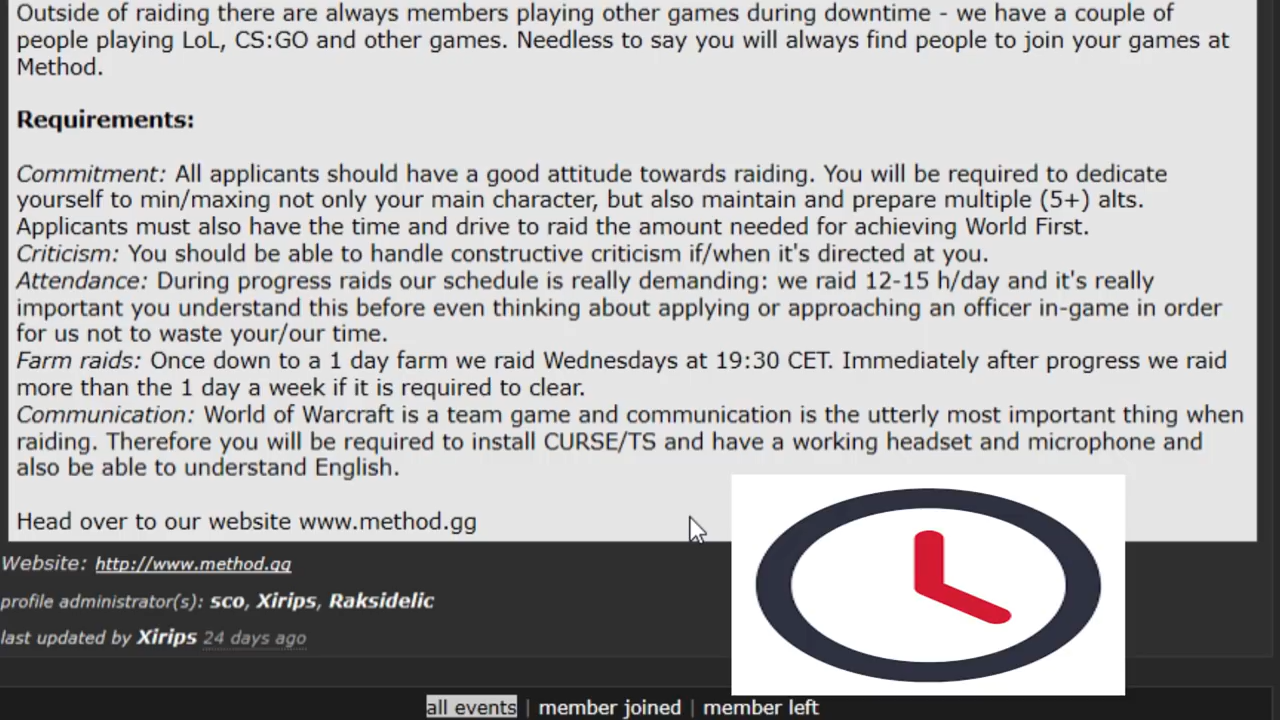 Outside of raiding there are always members playing other games during downtime - we have a couple of
people playing LoL, CS:GO and other games. Needless to say you will always find people to join your games at
Method.
Requirements:
Commitment: All applicants should have a good attitude towards raiding. You will be required to dedicate
yourself to min/maxing not only your main character, but also maintain and prepare multiple (5+) alts.
Applicants must also have the time and drive to raid the amount needed for achieving World First.
Criticism: You should be able to handle constructive criticism if/when it's directed at you.
Attendance: During progress raids our schedule is really demanding: we raid 12-15 h/day and it's really
important you understand this before even thinking about applying or approaching an officer in-game in order
for us not to waste your/our time.
Farm raids: Once down to a 1 day farm we raid Wednesdays at 19:30 CET. Immediately after progress we raid
more than the 1 day a week if it is required to clear.
Communication: World of Warcraft is a team game and communication is the utterly most important thing when
raiding. Therefore you will be required to install CURSE/TS and have a working headset and microphone and
also be able to understand English.
Head over to our website www.method.gg
Website: http://www.method.gg
profile administrator(s): sco, Xirips, Raksidelic
last updated by Xirips 24 days ago
all events | member joined | member left